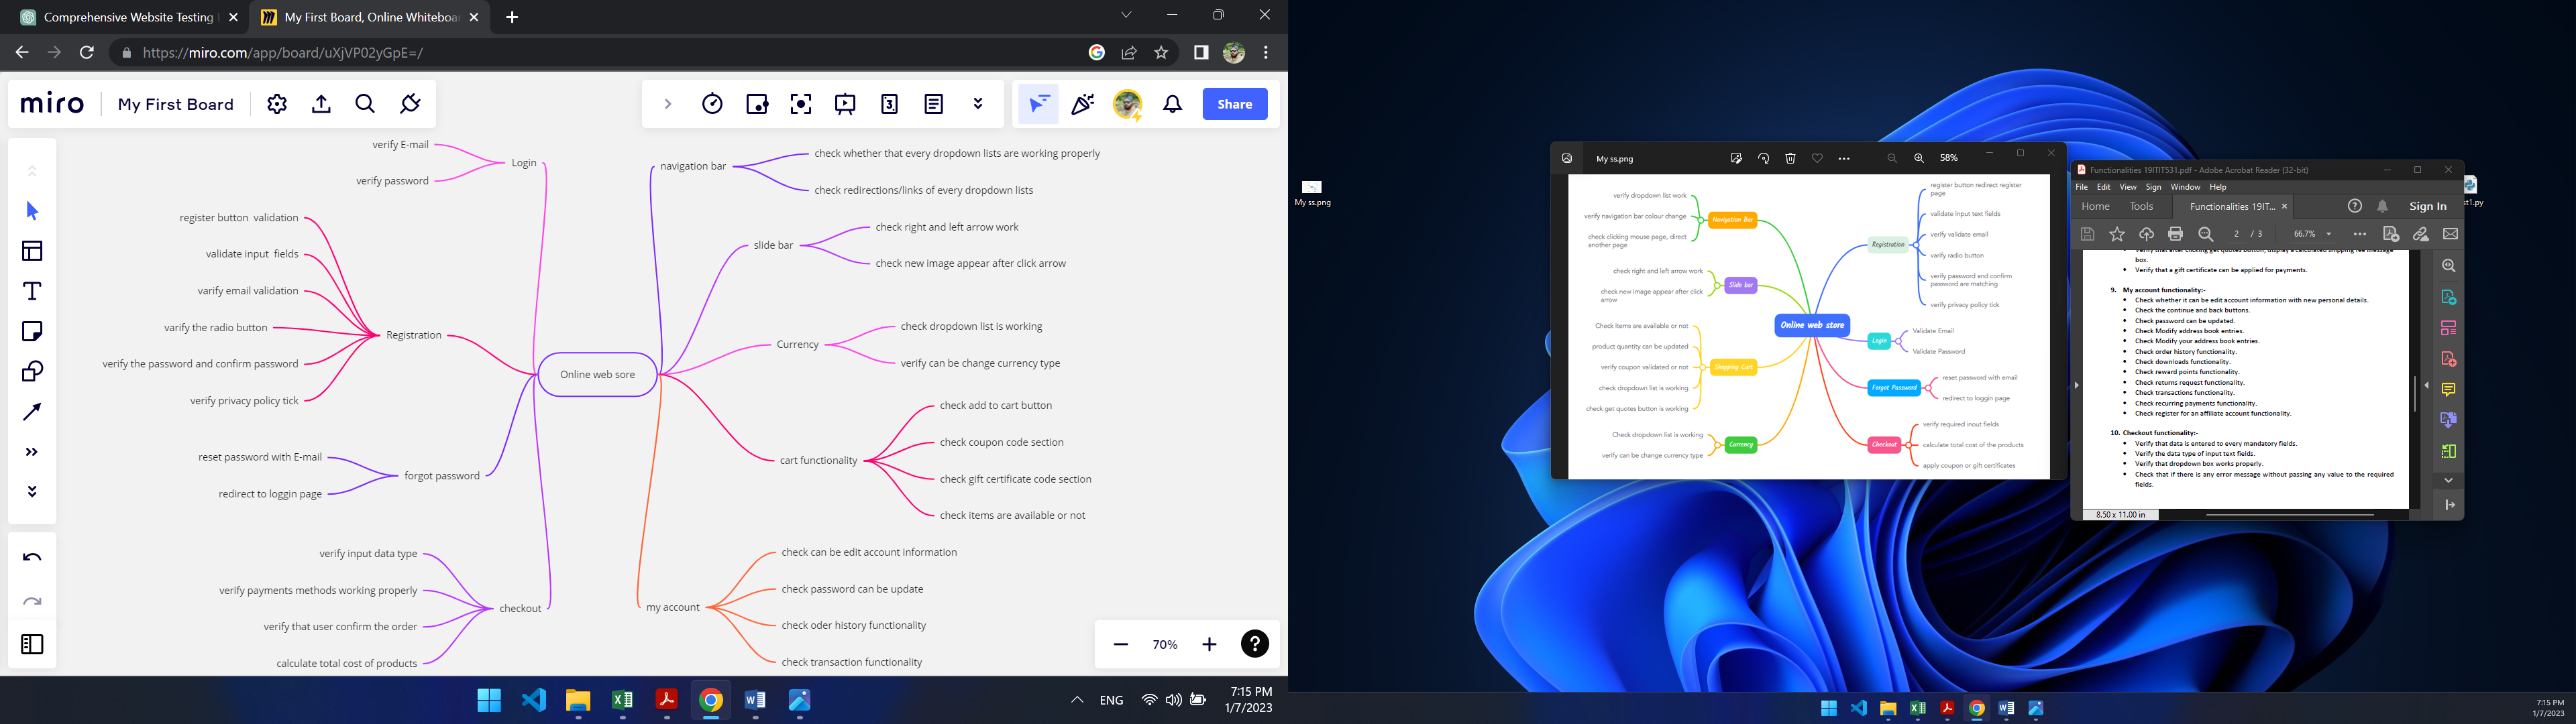 Comprehensive Website Testing
My First Board, Online Whiteboa
https://miro.com/app/board/uXjVP02yGpE=/
miro
My First Board
Share
verify E-mail
verify password
Login
register button  validation
validate input  fields
varify email validation
varify the radio button
verify the password and confirm password
verify privacy policy tick
Registration
reset password with E-mail
redirect to loggin page
forgot password
verify input data type
verify payments methods working properly
verify that user confirm the order
calculate total cost of products
checkout
Online web sore
navigation bar
check whether that every dropdown lists are working properly
check redirections/links of every dropdown lists
slide bar
check right and left arrow work
check new image appear after click arrow
Currency
check dropdown list is working
verify can be change currency type
cart functionality
check add to cart button
check coupon code section
check gift certificate code section
check items are available or not
my account
check can be edit account information
check password can be update
check oder history functionality
check transaction functionality
70%
ENG
7:15 PM
1/7/2023
My ss.png
My ss.png
58%
verify dropdown list work
verify navigation bar colour change
check clicking mouse page, direct
another page
Navigation Bar
check right and left arrow work
check new image appear after click
arrow
Slide bar
Check items are available or not
product quantity can be updated
verify coupon validated or not
check dropdown list is working
check get quotes button is working
Shopping Cart
Check dropdown list is working
verify can be change currency type
Currency
Online web store
Registration
register button redirect register
page
validate input text fields
verify validate email
verify radio button
verify password and confirm
password are matching
verify privacy policy tick
Login
Validate Email
Validate Password
Forgot Password
reset password with email
redirect to loggin page
Checkout
verify required inout fields
calculate total cost of the products
apply coupon or gift certificates
Functionalities 19ITIT531.pdf - Adobe Acrobat Reader (32-bit)
File Edit View Sign Window Help
Home Tools Functionalities 19IT...
Sign In
2 / 3
66.7%
box.
• Verify that a gift certificate can be applied for payments.
9. My account functionality:-
• Check whether it can be edit account information with new personal details.
• Check the continue and back buttons.
• Check password can be updated.
• Check Modify address book entries.
• Check Modify your address book entries.
• Check order history functionality.
• Check downloads functionality.
• Check reward points functionality.
• Check returns request functionality.
• Check transactions functionality.
• Check recurring payments functionality.
• Check register for an affiliate account functionality.
10. Checkout functionality:-
• Verify that data is entered to every mandatory fields.
• Verify the data type of input text fields.
• Verify that dropdown box works properly.
• Check that if there is any error message without passing any value to the required
fields.
8.50 x 11.00 in
st1.py
7:15 PM
1/7/2023